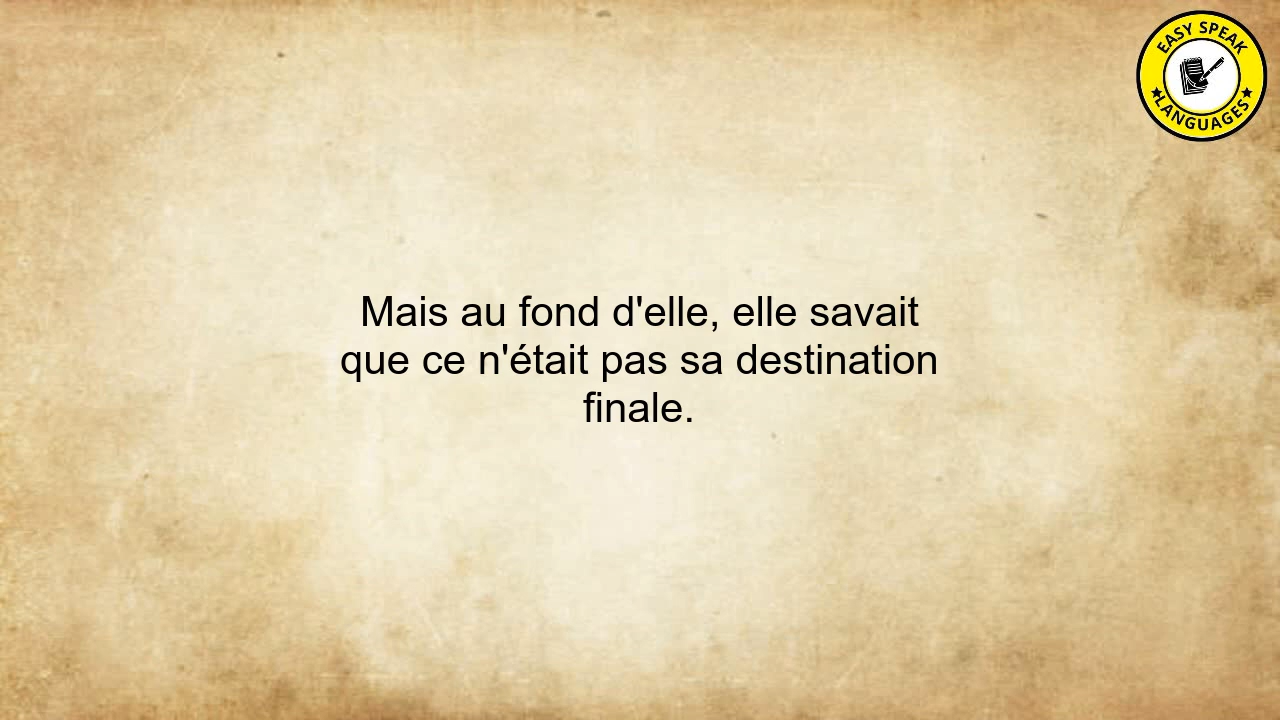 EASY SPEAK
LANGUAGES
Mais au fond d'elle, elle savait
que ce n'était pas sa destination
finale.